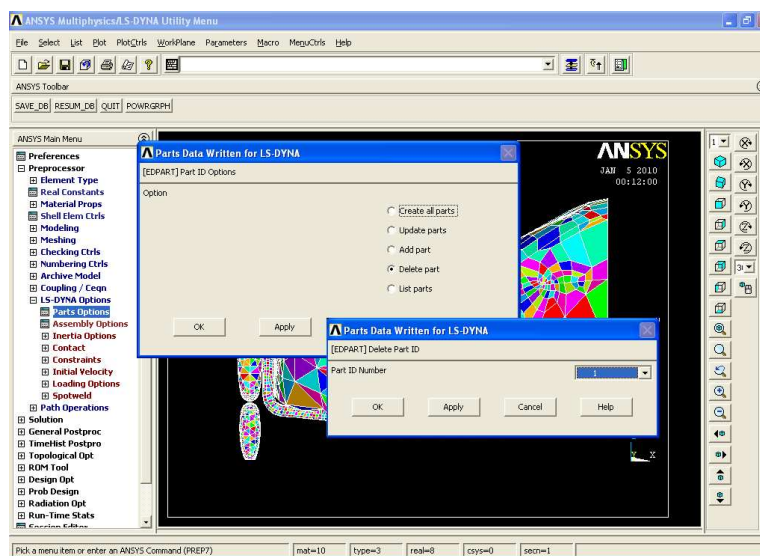 ANSYS Multiphysics/LS-DYNA Utility Menu
File Select List Plot PlotCtrls WorkPlane Parameters Macro MenuCtrls Help
ANSYS Toolbar
SAVE_DB RESUM_DB QUIT POWRGRPH
ANSYS Main Menu
Preferences
Preprocessor
Element Type
Real Constants
Material Props
Shell Elem Ctrls
Modeling
Meshing
Checking Ctrls
Numbering Ctrls
Archive Model
Coupling / Ceqn
LS-DYNA Options
Parts Options
Assembly Options
Inertia Options
Contact
Constraints
Initial Velocity
Loading Options
Spotweld
Path Operations
Solution
General Postproc
TimeHist Postpro
Topological Opt
ROM Tool
Design Opt
Prob Design
Radiation Opt
Run-Time Stats
Session Editor
Parts Data Written for LS-DYNA
[EDPART] Part ID Options
Option
Create all parts
Update parts
Add part
Delete part
List parts
OK Apply
Parts Data Written for LS-DYNA
[EDPART] Delete Part ID
Part ID Number 1
OK Apply Cancel Help
ANSYS
JAN 5 2010
00:12:00
Y X
1
Pick a menu item or enter an ANSYS Command (PREP7) mat=10 type=3 real=8 csys=0 secn=1